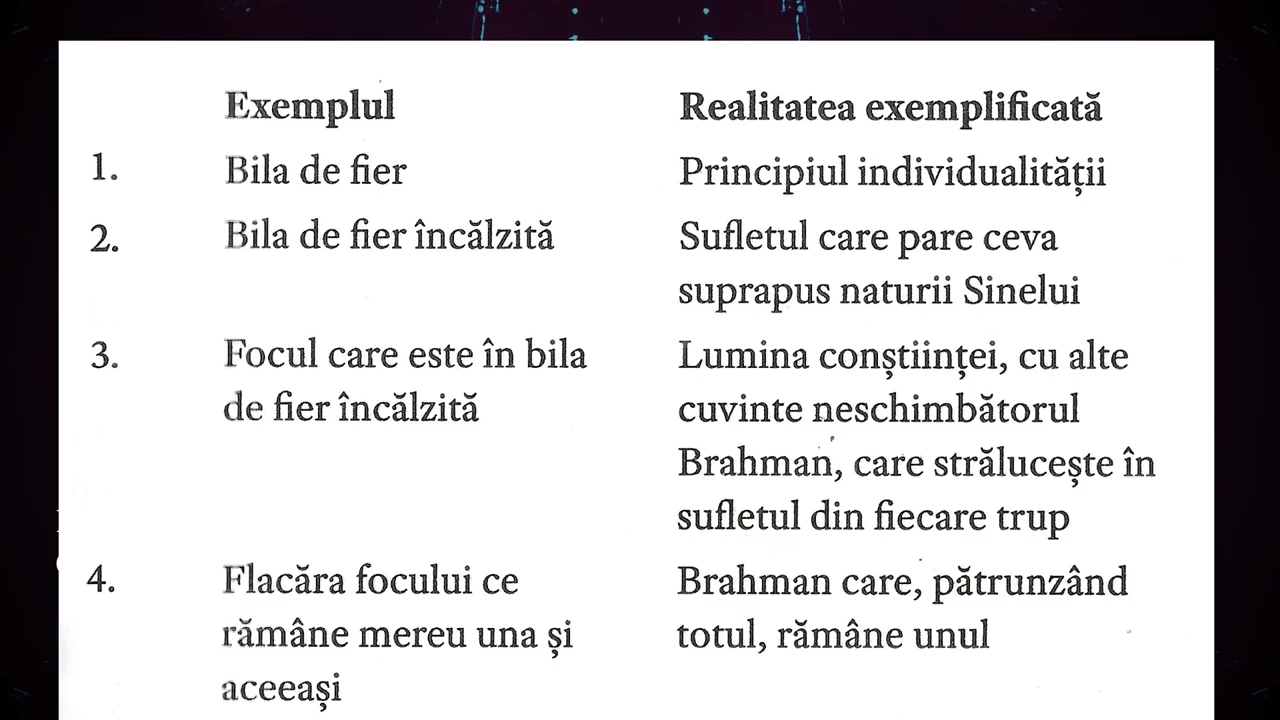 Exemplul Realitatea exemplificată
1. Bila de fier Principiul individualității
2. Bila de fier încălzită Sufletul care pare ceva
suprapus naturii Sinelui
3. Focul care este în bila Lumina conștiinței, cu alte
de fier încălzită cuvinte neschimbătorul
Brahman, care strălucește în
sufletul din fiecare trup
4. Flacăra focului ce Brahman care, pătrunzând
rămâne mereu una și totul, rămâne unul
aceeași